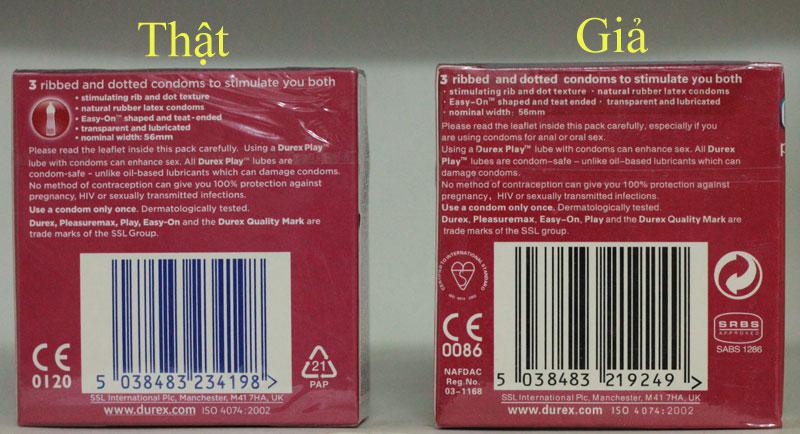 Thật
3 ribbed and dotted condoms to stimulate you both
• stimulating rib and dot texture
• natural rubber latex condoms
• Easy-On™ shaped and teat-ended
• transparent and lubricated
• nominal width: 56mm
Please read the leaflet inside this pack carefully. Using a Durex Play
lube with condoms can enhance sex. All Durex Play™ lubes are
condom-safe - unlike oil-based lubricants which can damage condoms.
No method of contraception can give you 100% protection against
pregnancy, HIV or sexually transmitted infections.
Use a condom only once. Dermatologically tested.
Durex, Pleasuremax, Play, Easy-On and the Durex Quality Mark are
trade marks of the SSL Group.
CE
0120
5 038483 234198 >
21
PAP
SSL International Plc, Manchester, M41 7HA, UK
www.durex.com ISO 4074:2002
Giả
3 ribbed and dotted condoms to stimulate you both
• stimulating rib and dot texture • natural rubber latex condoms
• Easy-On™ shaped and teat ended • transparent and lubricated
• nominal width: 56mm
Please read the leaflet inside this pack carefully, especially if you
are using condoms for anal or oral sex.
Using a Durex Play™ lube with condoms can enhance sex. All Durex
Play™ lubes are condom-safe – unlike oil-based lubricants which can damage
condoms.
No method of contraception can give you 100% protection against
pregnancy, HIV or sexually transmitted infections.
Use a condom only once. Dermatologically tested.
Durex, Pleasuremax, Easy-On, Play and the Durex Quality Mark are
trade marks of the SSL group.
CE
0086
NAFDAC
Reg.No.
03-1168
5 038483 219249 >
SRBS
APPROVED
SABS 1286
SSL International Plc, Manchester, M41 7HA, UK
www.durex.com ISO 4074:2002